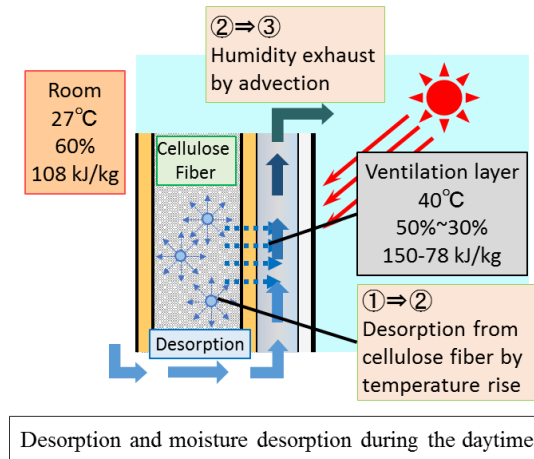 ②⇒③
Humidity exhaust
by advection
Room
27℃
60%
108 kJ/kg
Cellulose
Fiber
Ventilation layer
40℃
50%~30%
150-78 kJ/kg
①⇒②
Desorption from
cellulose fiber by
temperature rise
Desorption
Desorption and moisture desorption during the daytime